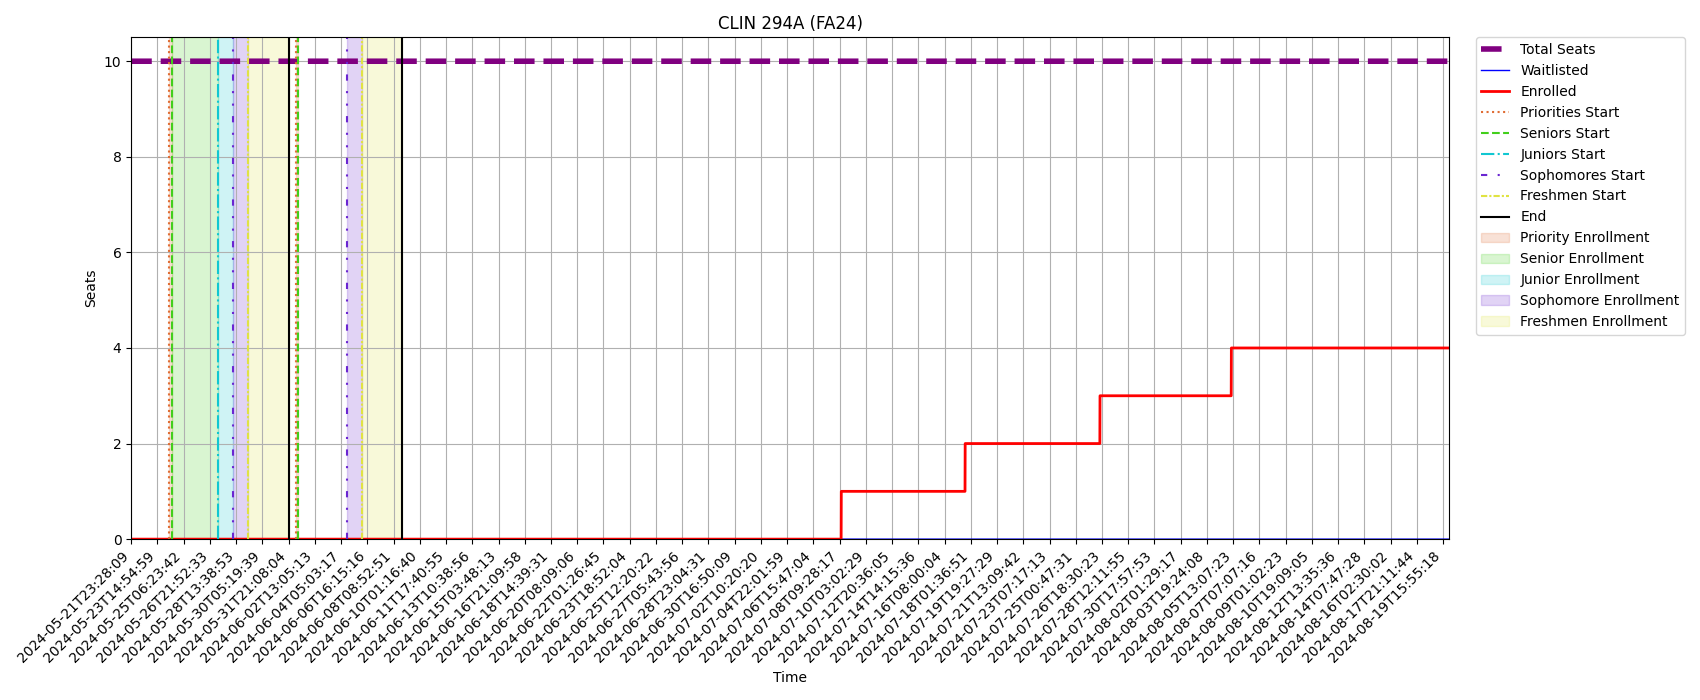 CLIN 294A (FA24)
Total Seats
Waitlisted
Enrolled
Priorities Start
Seniors Start
Juniors Start
Sophomores Start
Freshmen Start
End
Priority Enrollment
Senior Enrollment
Junior Enrollment
Sophomore Enrollment
Freshmen Enrollment
Seats
10
8
6
4
2
0
2024-05-21T23:28:09
2024-05-23T14:54:59
2024-05-25T06:23:42
2024-05-26T21:52:33
2024-05-28T13:38:53
2024-05-30T05:19:39
2024-05-31T21:08:04
2024-06-02T13:05:13
2024-06-04T05:03:17
2024-06-06T16:15:16
2024-06-08T08:52:51
2024-06-10T01:16:40
2024-06-11T17:40:55
2024-06-13T10:38:56
2024-06-15T03:48:13
2024-06-16T21:09:58
2024-06-18T14:39:31
2024-06-20T08:09:06
2024-06-22T01:26:45
2024-06-23T18:52:04
2024-06-25T12:20:22
2024-06-27T05:43:56
2024-06-28T23:04:31
2024-06-30T16:50:09
2024-07-02T10:20:20
2024-07-04T22:01:59
2024-07-06T15:47:04
2024-07-08T09:28:17
2024-07-10T03:02:29
2024-07-12T20:36:05
2024-07-14T14:15:36
2024-07-16T08:00:04
2024-07-18T01:36:51
2024-07-19T19:27:29
2024-07-21T13:09:42
2024-07-23T07:17:13
2024-07-25T00:47:31
2024-07-26T18:30:23
2024-07-28T12:11:55
2024-07-30T17:57:53
2024-08-02T01:29:17
2024-08-03T19:24:08
2024-08-05T13:07:23
2024-08-07T07:07:16
2024-08-09T01:02:23
2024-08-10T19:09:05
2024-08-12T13:35:36
2024-08-14T07:47:28
2024-08-16T02:30:02
2024-08-17T21:11:44
2024-08-19T15:55:18
Time